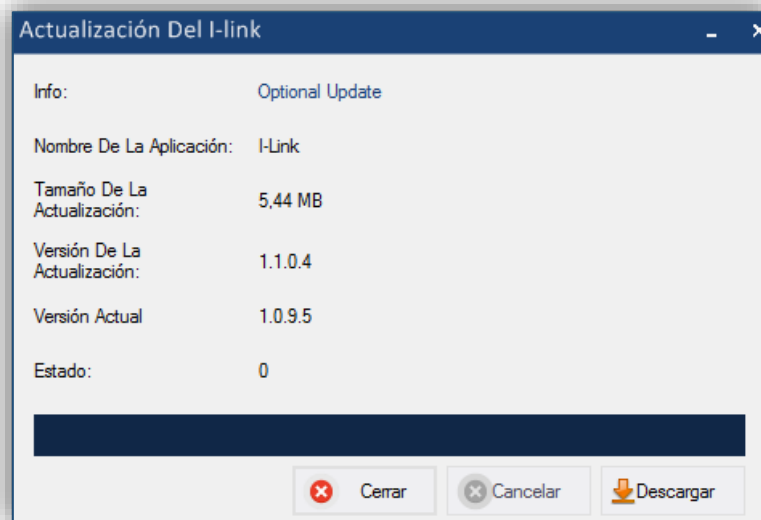 Actualización Del I-link
Info: Optional Update
Nombre De La Aplicación: I-Link
Tamaño De La
Actualización: 5,44 MB
Versión De La
Actualización: 1.1.0.4
Versión Actual 1.0.9.5
Estado: 0
Cerrar Cancelar Descargar